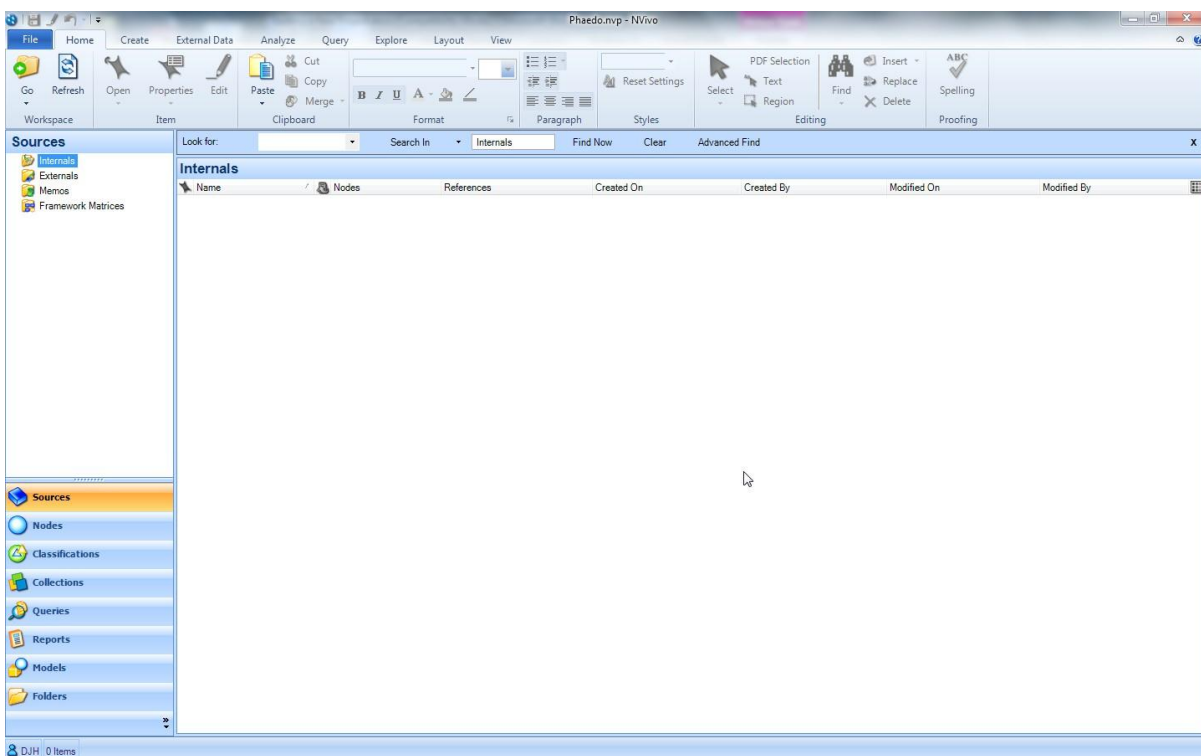 Phaedo.nvp - NVivo
File Home Create External Data Analyze Query Explore Layout View
Go Refresh Open Properties Edit Paste Cut Copy Merge
B I U A
Reset Settings
Select PDF Selection Text Region Find Insert Replace Delete
ABC Spelling
Workspace Item Clipboard Format Paragraph Styles Editing Proofing
Sources
Look for: Search In Internals Find Now Clear Advanced Find x
Internals
Externals
Memos
Framework Matrices
Internals
Name Nodes References Created On Created By Modified On Modified By
Sources
Nodes
Classifications
Collections
Queries
Reports
Models
Folders
DJH 0 Items